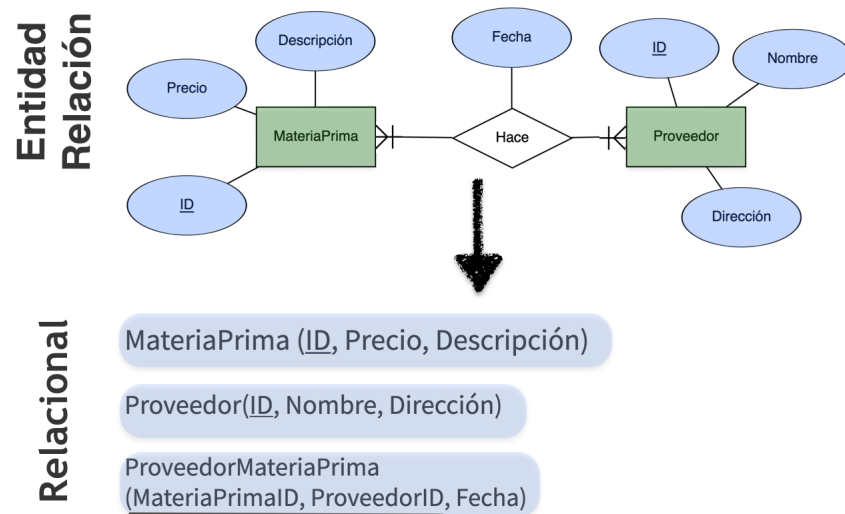 Entidad
Relación
Descripción
Precio
MateriaPrima
ID
Fecha
Hace
ID
Nombre
Proveedor
Dirección
Relacional
MateriaPrima (ID, Precio, Descripción)
Proveedor(ID, Nombre, Dirección)
ProveedorMateriaPrima
(MateriaPrimaID, ProveedorID, Fecha)